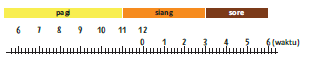 pagi siang sore
6 7 8 9 10 11 12
0 1 2 3 4 5 6 (waktu)